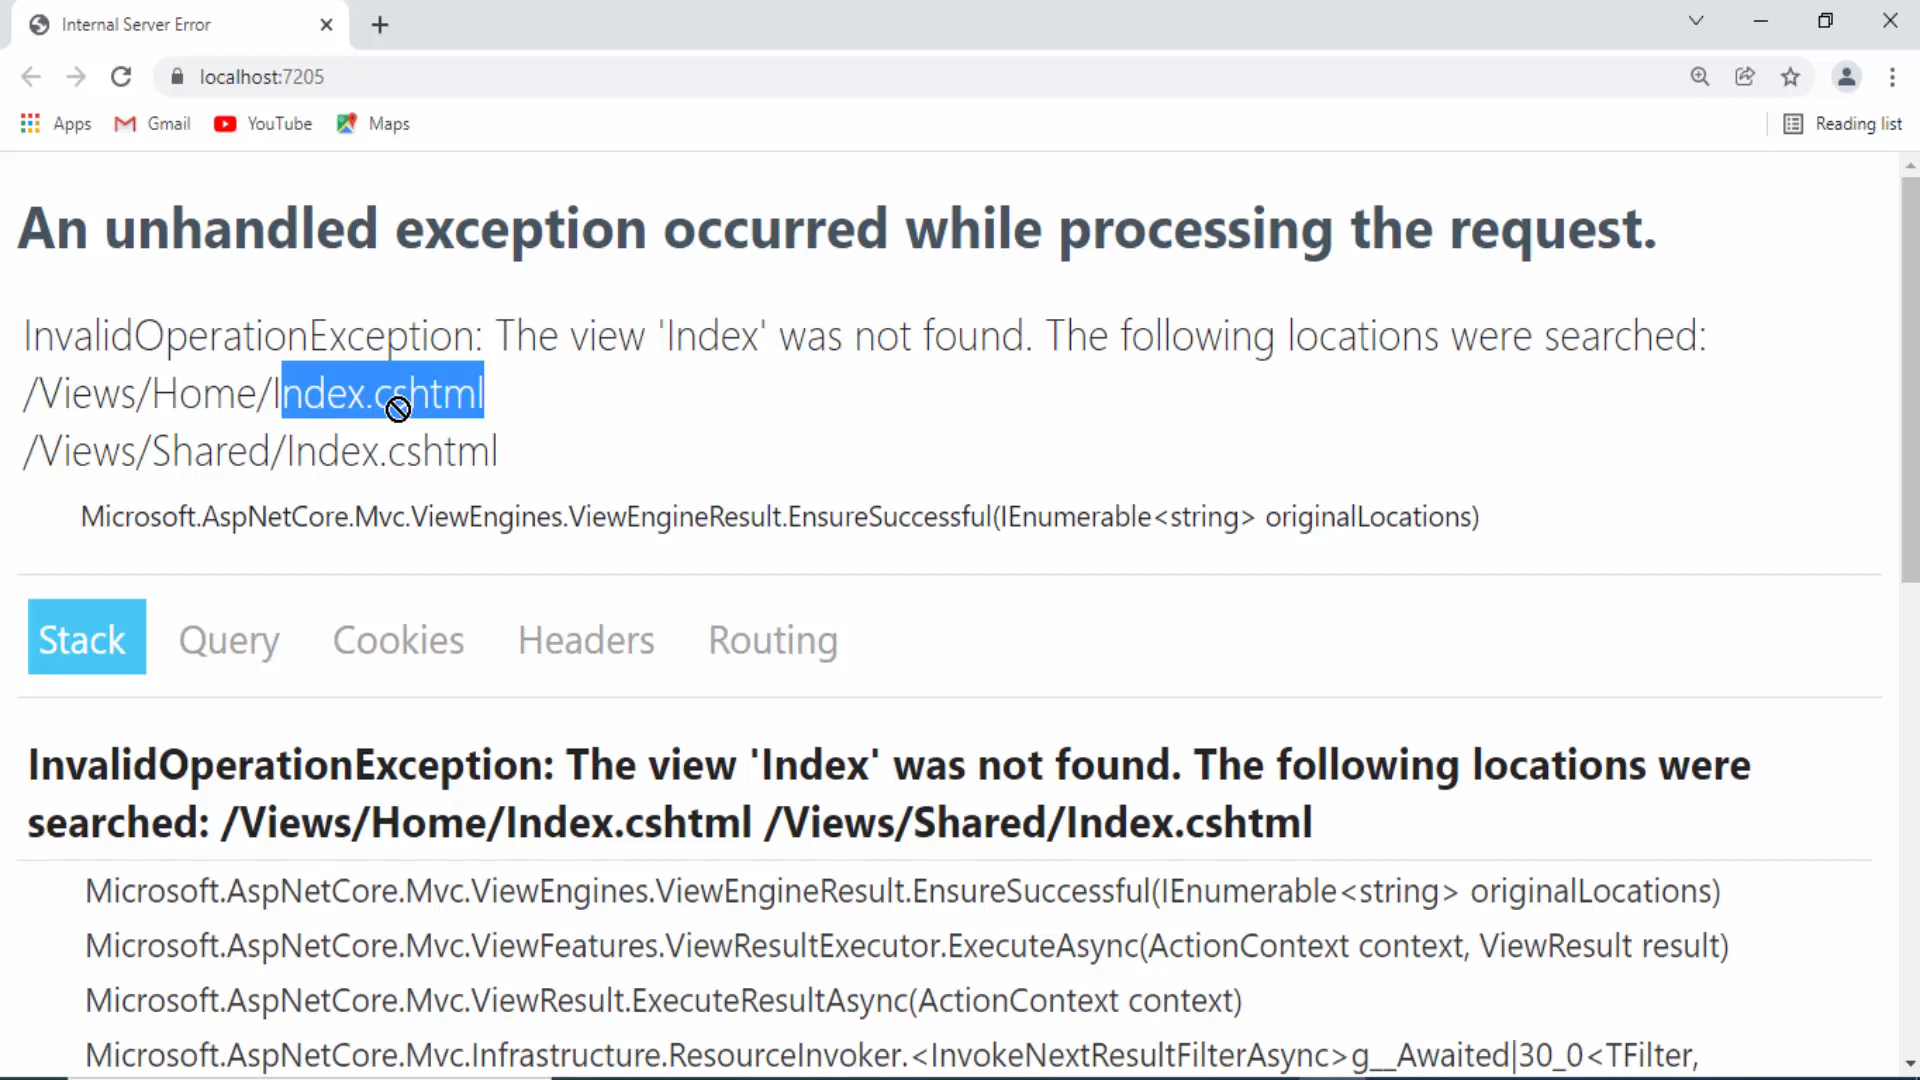 Internal Server Error
localhost:7205
Apps Gmail YouTube Maps Reading list
An unhandled exception occurred while processing the request.
InvalidOperationException: The view 'Index' was not found. The following locations were searched:
/Views/Home/Index.cshtml
/Views/Shared/Index.cshtml
Microsoft.AspNetCore.Mvc.ViewEngines.ViewEngineResult.EnsureSuccessful(IEnumerable<string> originalLocations)
Stack Query Cookies Headers Routing
InvalidOperationException: The view 'Index' was not found. The following locations were
searched: /Views/Home/Index.cshtml /Views/Shared/Index.cshtml
Microsoft.AspNetCore.Mvc.ViewEngines.ViewEngineResult.EnsureSuccessful(IEnumerable<string> originalLocations)
Microsoft.AspNetCore.Mvc.ViewFeatures.ViewResultExecutor.ExecuteAsync(ActionContext context, ViewResult result)
Microsoft.AspNetCore.Mvc.ViewResult.ExecuteResultAsync(ActionContext context)
Microsoft.AspNetCore.Mvc.Infrastructure.ResourceInvoker.<InvokeNextResultFilterAsync>g__Awaited|30_0<TFilter,